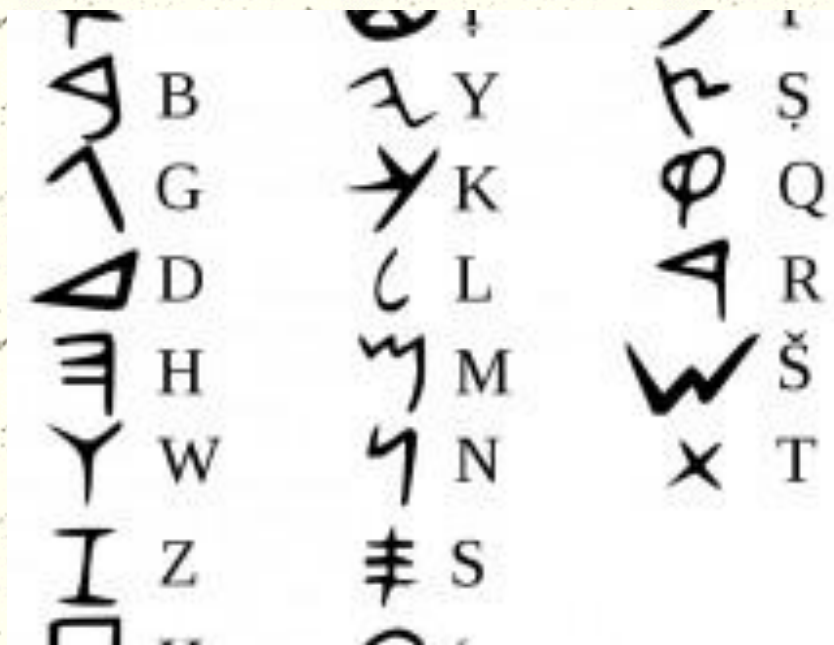 𐤁 B 𐤉 Y 𐤑 Ṣ
𐤂 G 𐤊 K 𐤒 Q
𐤃 D 𐤋 L 𐤓 R
𐤄 H 𐤌 M 𐤔 Š
𐤅 W 𐤍 N 𐤕 T
𐤆 Z 𐤎 S